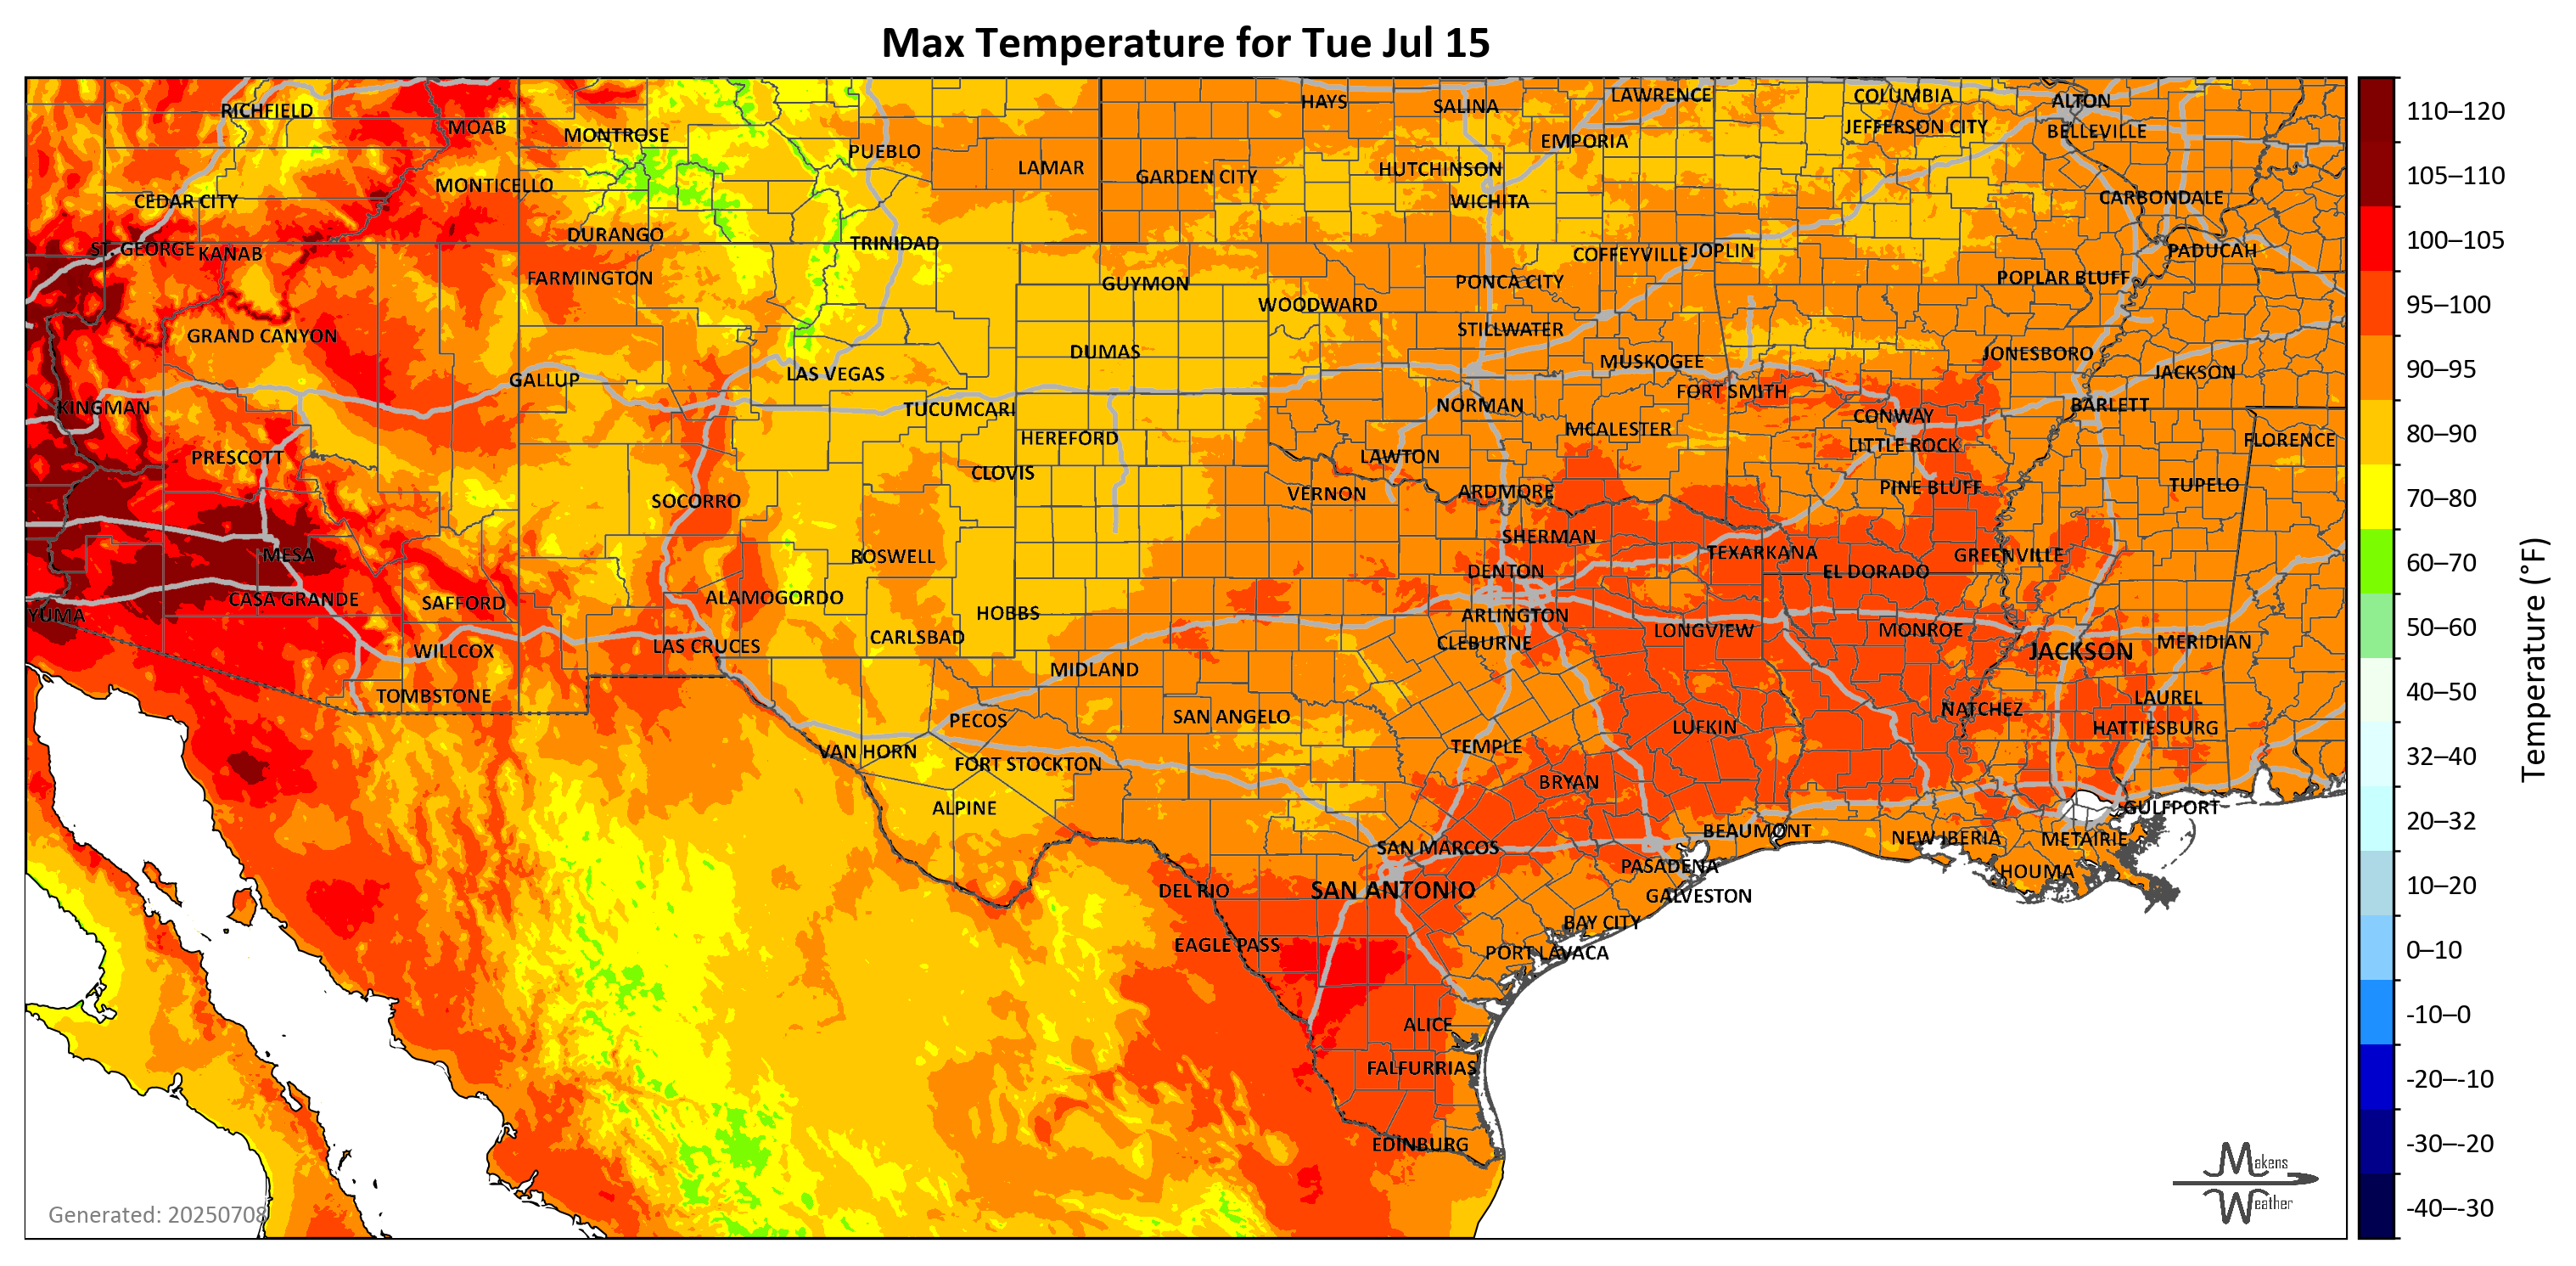 Max Temperature for Tue Jul 15
RICHFIELD
MOAB
MONTROSE
PUEBLO
LAMAR
HAYS
SALINA
LAWRENCE
COLUMBIA
ALTON
EMPORIA
JEFFERSON CITY
BELLEVILLE
CEDAR CITY
MONTICELLO
GARDEN CITY
HUTCHINSON
WICHITA
CARBONDALE
ST. GEORGE
KANAB
DURANGO
TRINIDAD
COFFEYVILLE
JOPLIN
PADUCAH
FARMINGTON
GUYMON
WOODWARD
PONCA CITY
POPLAR BLUFF
GRAND CANYON
DUMAS
STILLWATER
MUSKOGEE
JONESBORO
JACKSON
GALLUP
LAS VEGAS
FORT SMITH
KINGMAN
TUCUMCARI
NORMAN
CONWAY
BARLETT
HEREFORD
MCALESTER
LITTLE ROCK
FLORENCE
PRESCOTT
CLOVIS
LAWTON
SOCORRO
VERNON
ARDMORE
PINE BLUFF
TUPELO
MESA
ROSWELL
SHERMAN
TEXARKANA
GREENVILLE
DENTON
EL DORADO
CASA GRANDE
SAFFORD
ALAMOGORDO
HOBBS
ARLINGTON
YUMA
WILLCOX
LAS CRUCES
CARLSBAD
CLEBURNE
LONGVIEW
MONROE
JACKSON
MERIDIAN
TOMBSTONE
MIDLAND
PECOS
SAN ANGELO
LUFKIN
NATCHEZ
LAUREL
HATTIESBURG
VAN HORN
FORT STOCKTON
TEMPLE
BRYAN
ALPINE
GULFPORT
SAN MARCOS
BEAUMONT
NEW IBERIA
METAIRIE
PASADENA
HOUMA
DEL RIO
SAN ANTONIO
GALVESTON
EAGLE PASS
BAY CITY
PORT LAVACA
ALICE
FALFURRIAS
EDINBURG
Generated: 20250708
Makens
Weather
110–120
105–110
100–105
95–100
90–95
80–90
70–80
60–70
50–60
40–50
32–40
20–32
10–20
0–10
-10–0
-20–-10
-30–-20
-40–-30
Temperature (°F)